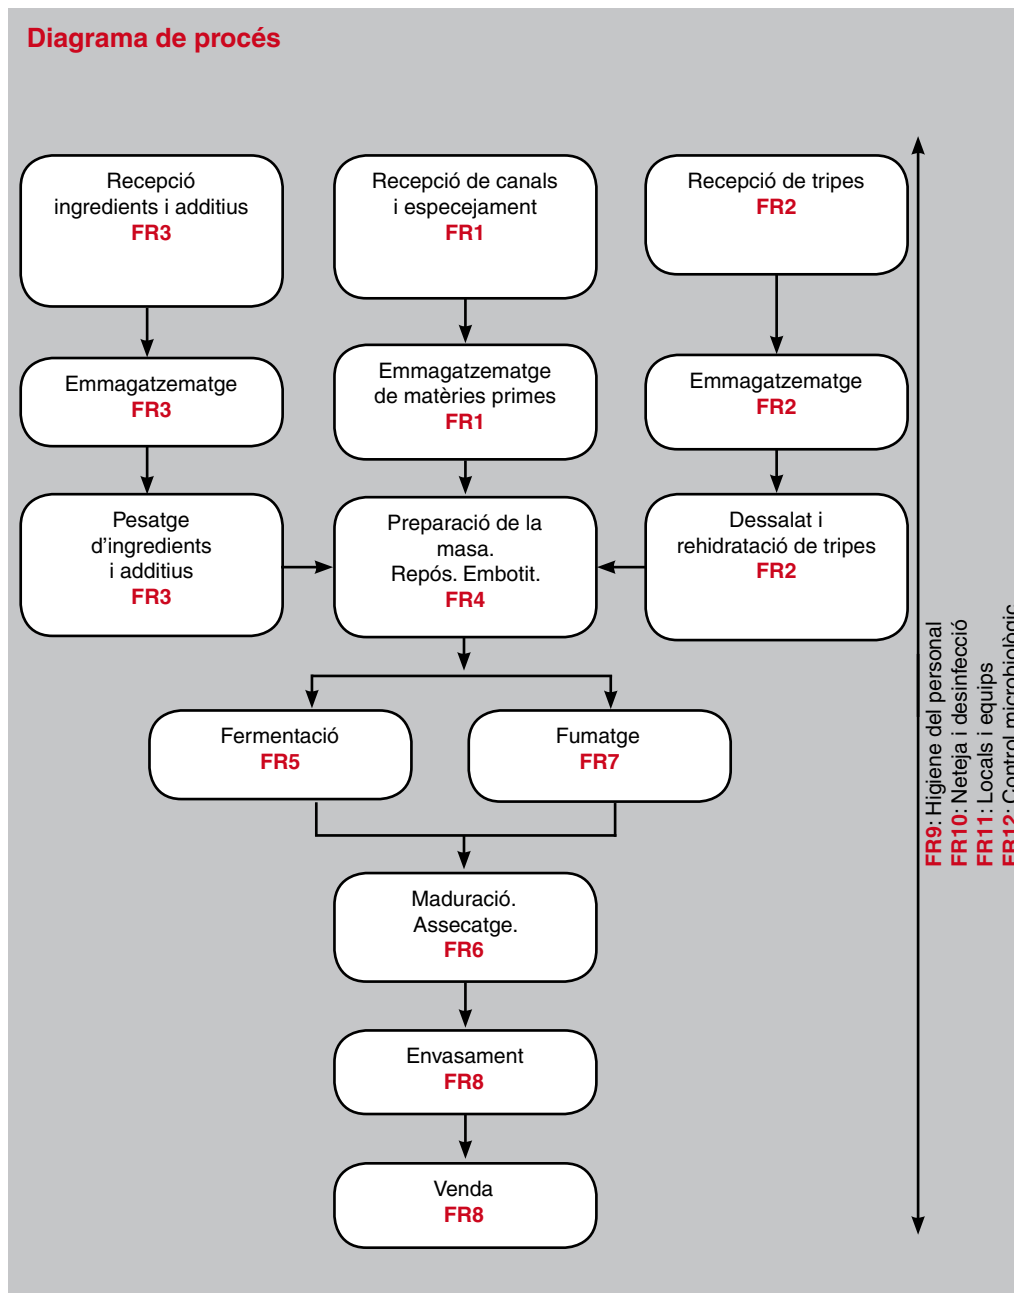 Diagrama de procés
Recepció
ingredients i additius
FR3
Recepció de canals
i especejament
FR1
Recepció de tripes
FR2
Emmagatzematge
FR3
Emmagatzematge
de matèries primes
FR1
Emmagatzematge
FR2
Pesatge
d'ingredients
i additius
FR3
Preparació de la
masa.
Repós. Embotit.
FR4
Dessalat i
rehidratació de tripes
FR2
Fermentació
FR5
Fumatge
FR7
Maduració.
Assecatge.
FR6
Envasament
FR8
Venda
FR8
FR9: Higiene del personal
FR10: Neteja i desinfecció
FR11: Locals i equips
FR12: Control microbiològic